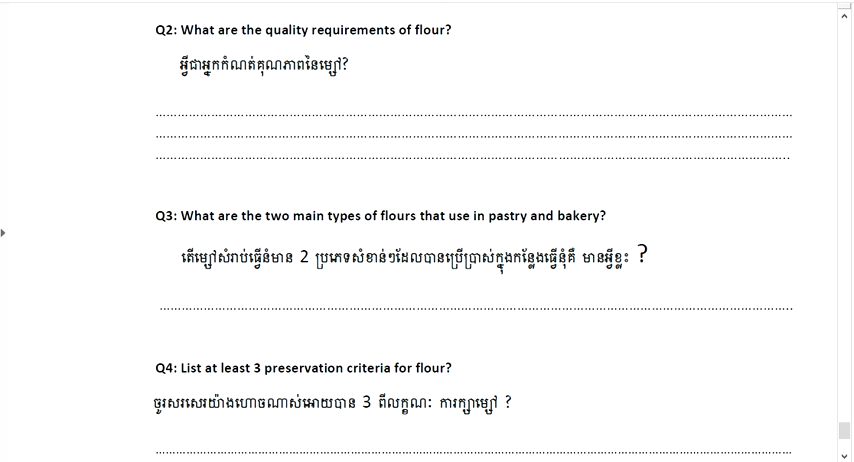 Q2: What are the quality requirements of flour?
អ្វីជាអ្នកកំណត់គុណភាពនៃម្សៅ?
................................................................................
................................................................................
................................................................................
Q3: What are the two main types of flours that use in pastry and bakery?
តើម្សៅសំរាប់ធ្វើនំមាន 2 ប្រភេទសំខាន់ៗដែលបានប្រើប្រាស់ក្នុងកន្លែងធ្វើនុំគឺ មានអ្វីខ្លះ ?
................................................................................
Q4: List at least 3 preservation criteria for flour?
ចូរសរសេរយ៉ាងហោចណាស់អោយបាន 3 ពីលក្ខណៈ ការក្សាម្សៅ ?
................................................................................